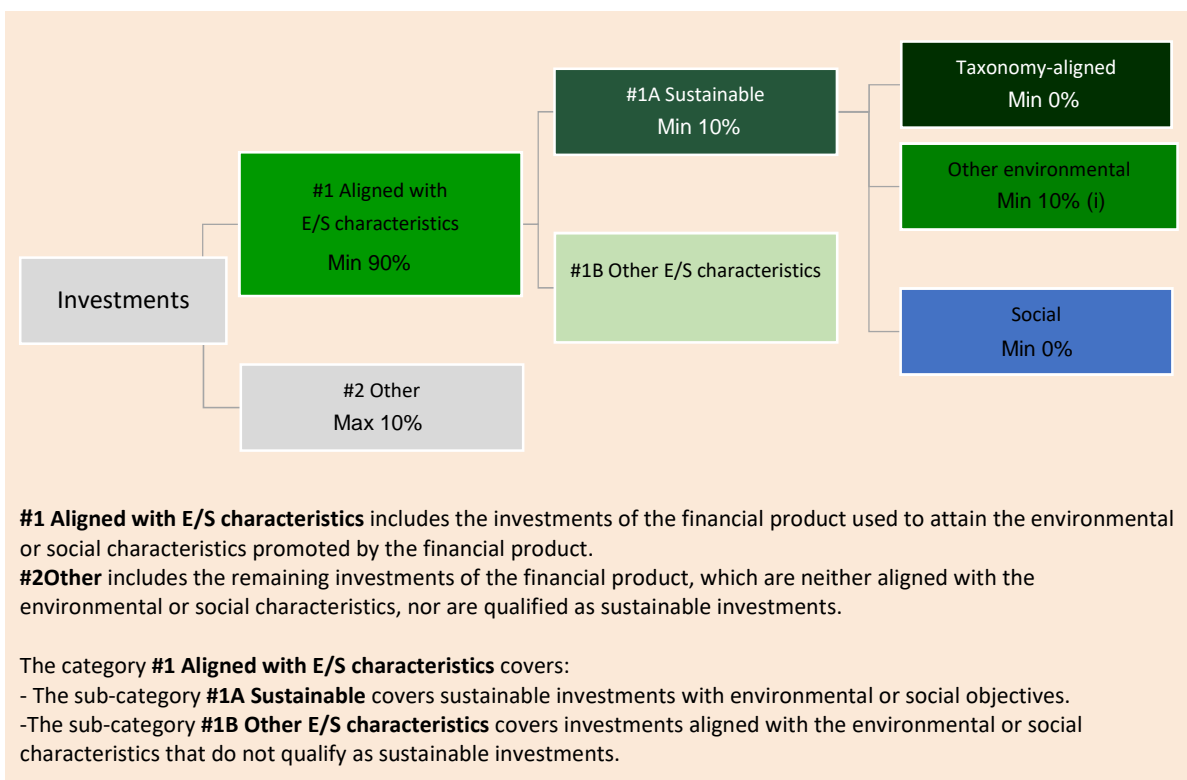 Investments
#1 Aligned with
E/S characteristics
Min 90%
#2 Other
Max 10%
#1A Sustainable
Min 10%
#1B Other E/S characteristics
Taxonomy-aligned
Min 0%
Other environmental
Min 10% (i)
Social
Min 0%
#1 Aligned with E/S characteristics includes the investments of the financial product used to attain the environmental
or social characteristics promoted by the financial product.
#2Other includes the remaining investments of the financial product, which are neither aligned with the
environmental or social characteristics, nor are qualified as sustainable investments.
The category #1 Aligned with E/S characteristics covers:
- The sub-category #1A Sustainable covers sustainable investments with environmental or social objectives.
-The sub-category #1B Other E/S characteristics covers investments aligned with the environmental or social
characteristics that do not qualify as sustainable investments.